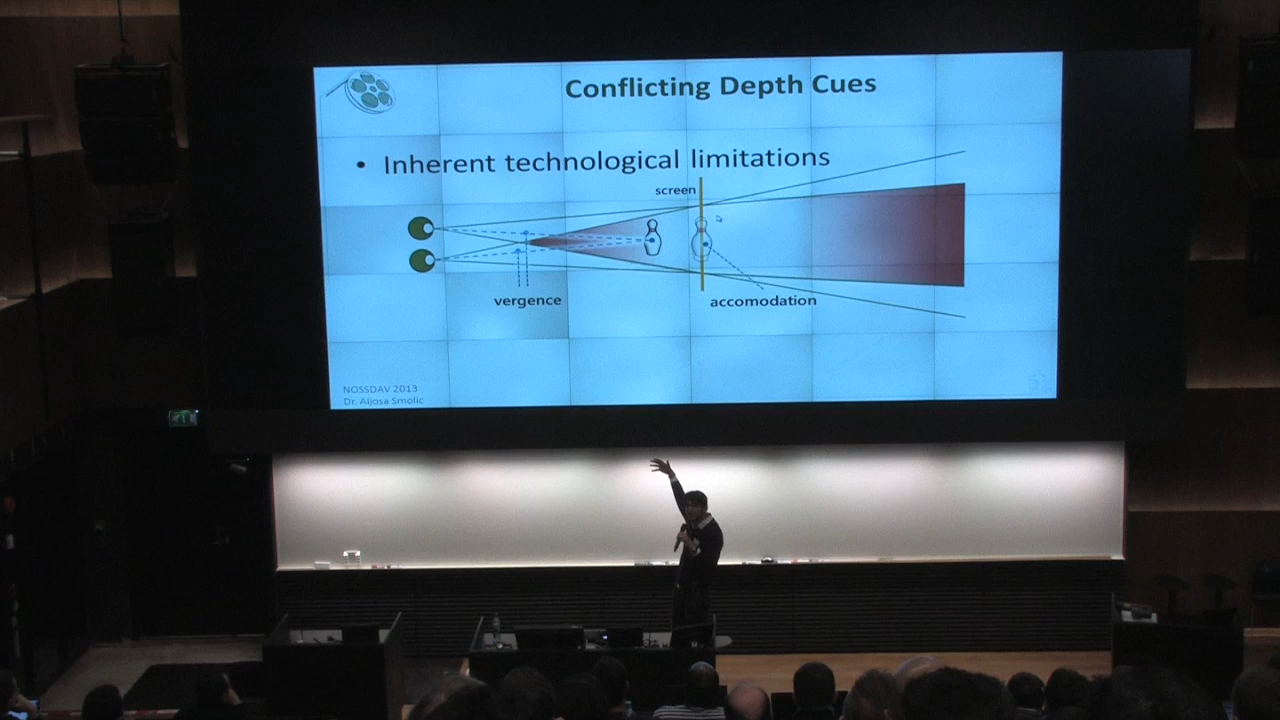 Conflicting Depth Cues
• Inherent technological limitations
screen
vergence
accomodation
NOSSDAV 2013
Dr. Aljosa Smolic